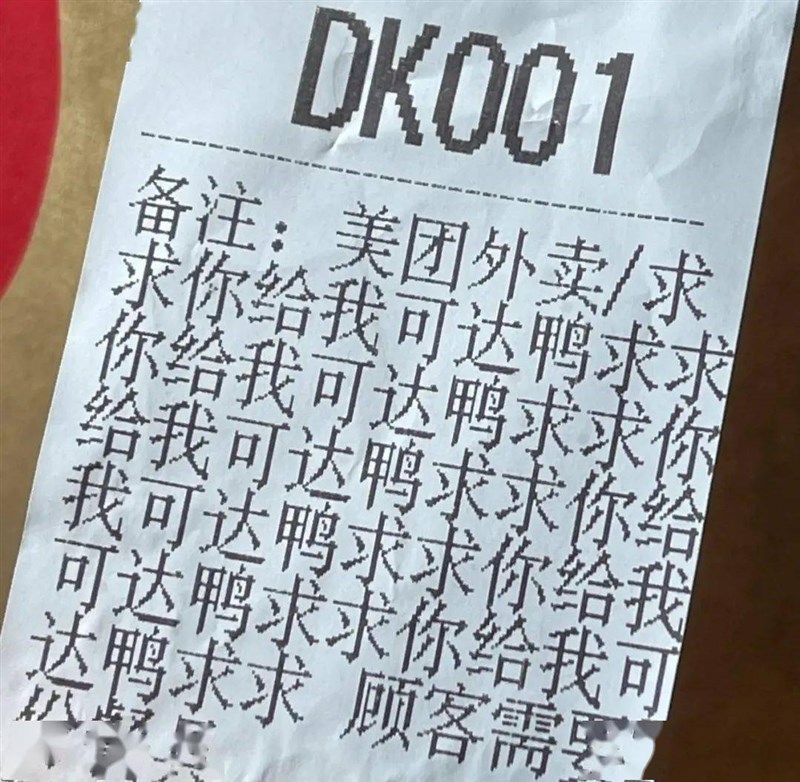 DK001
备注：美团外卖/求
求你给我可达鸭求求
你给我可达鸭求求你
给我可达鸭求求你给
我可达鸭求求你给我
可达鸭求求你给我可
达鸭求求 顾客需要